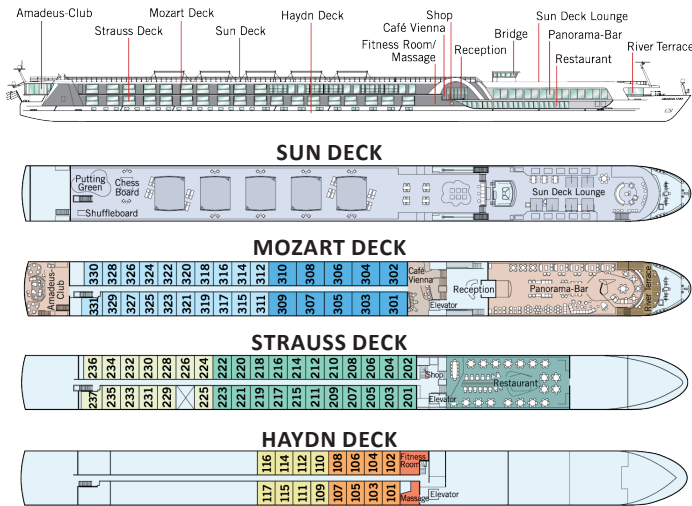 Amadeus-Club
Strauss Deck
Mozart Deck
Sun Deck
Haydn Deck
Shop
Café Vienna
Fitness Room/
Massage
Reception
Bridge
Sun Deck Lounge
Panorama-Bar
Restaurant
River Terrace
SUN DECK
Putting
Green
Chess
Board
Shuffleboard
Sun Deck Lounge
MOZART DECK
Amadeus-
Club
330 328 326 324 322 320 318 316 314 312 310 308 306 304 302
331 329 327 325 323 321 319 317 315 311 309 307 305 303 301
Café
Vienna
Elevator
Reception
Panorama-Bar
River Terrace
STRAUSS DECK
236 234 232 230 228 226 224 222 220 218 216 214 212 210 208 206 204 202
237 235 233 231 229 225 223 221 219 217 215 211 209 207 205 203 201
Shop
Elevator
Restaurant
HAYDN DECK
116 114 112 110 108 106 104 102
117 115 111 109 107 105 103 101
Fitness
Room
Massage
Elevator